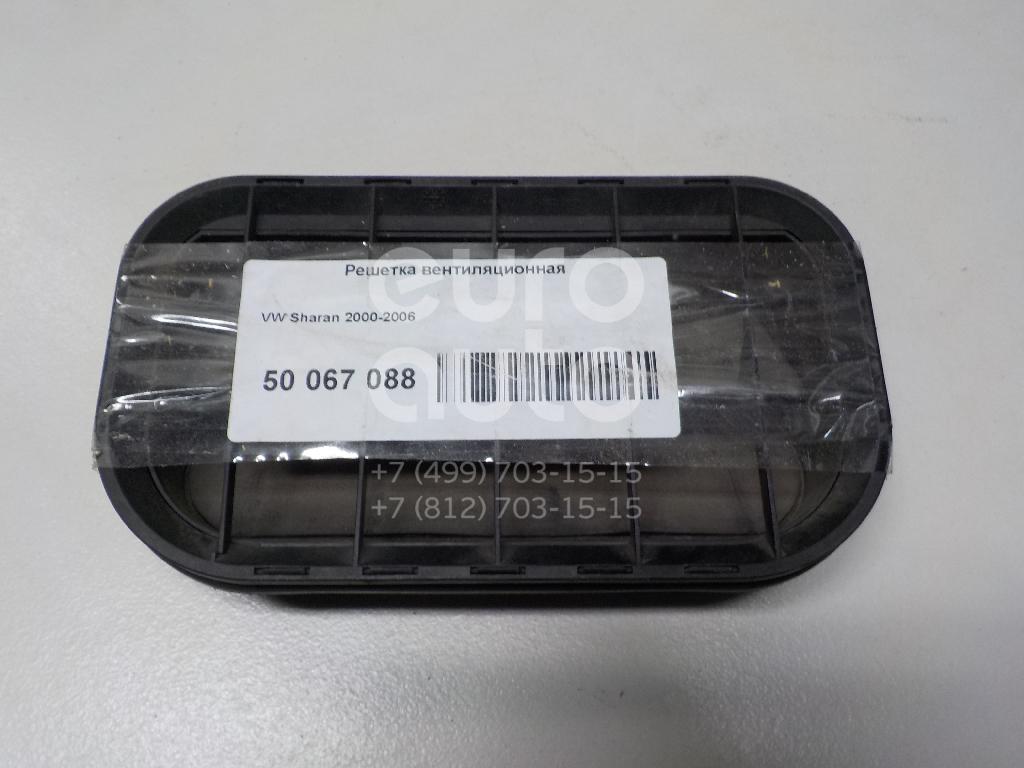 Решетка вентиляционная
VW Sharan 2000-2006
50 067 088
euro
auto
+7 (499) 703-15-15
+7 (812) 703-15-15